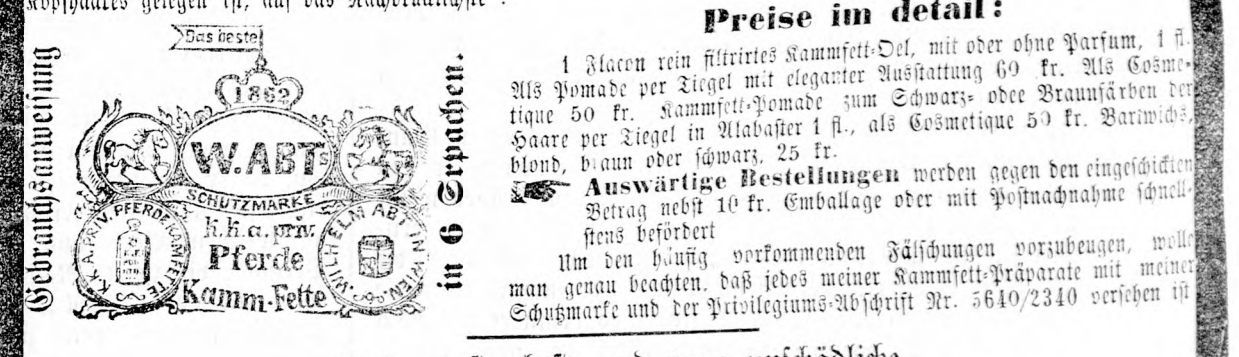 Kopfhaares gelegen ist, auf das
Gebrauchsanweisung
Das beste
1862
W. ABTs
SCHUTZMARKE
K. K. A. PRIV. PFERDEKAMFETTE
k. k. a. priv.
Pferde
Kamm-Fette
WILHELM ABT IN WIEN.
in 6 Srpachen.
Preise im detail:
1 Flacon rein filtrirtes Kammfett-Oel, mit oder ohne Parfum, 1 fl.
Als Pomade per Tiegel mit eleganter Ausstattung 60 kr. Als Cosme-
tique 50 kr. Kammfett-Pomade zum Schwarz- odee Braunfärben der
Haare per Tiegel in Alabaster 1 fl., als Cosmetique 50 kr. Bartwichs,
blond, braun oder schwarz, 25 kr.
Auswärtige Bestellungen werden gegen den eingeschickten
Betrag nebst 10 kr. Emballage oder mit Postnachnahme schnell-
stens befördert
Um den häufig vorkommenden Fälschungen vorzubeugen, wolle
man genau beachten, daß jedes meiner Kammfett-Präparate mit meiner
Schutzmarke und der Privilegiums-Abschrift Nr. 5640/2340 versehen ist